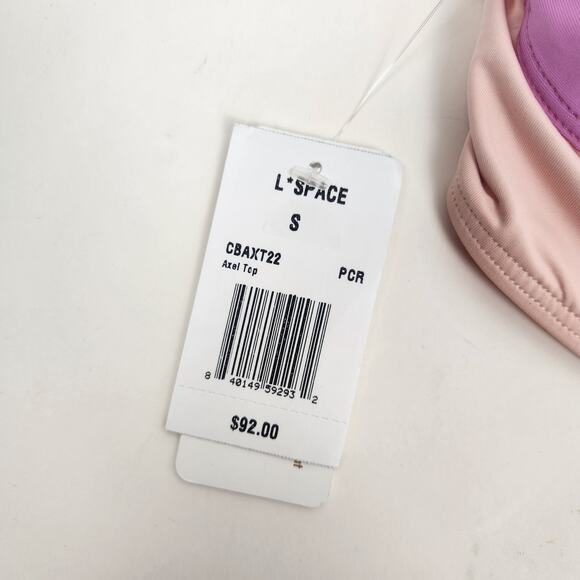 L*SPACE
S
CBAXT22
Axel Top PCR
8 40149 59293 2
$92.00